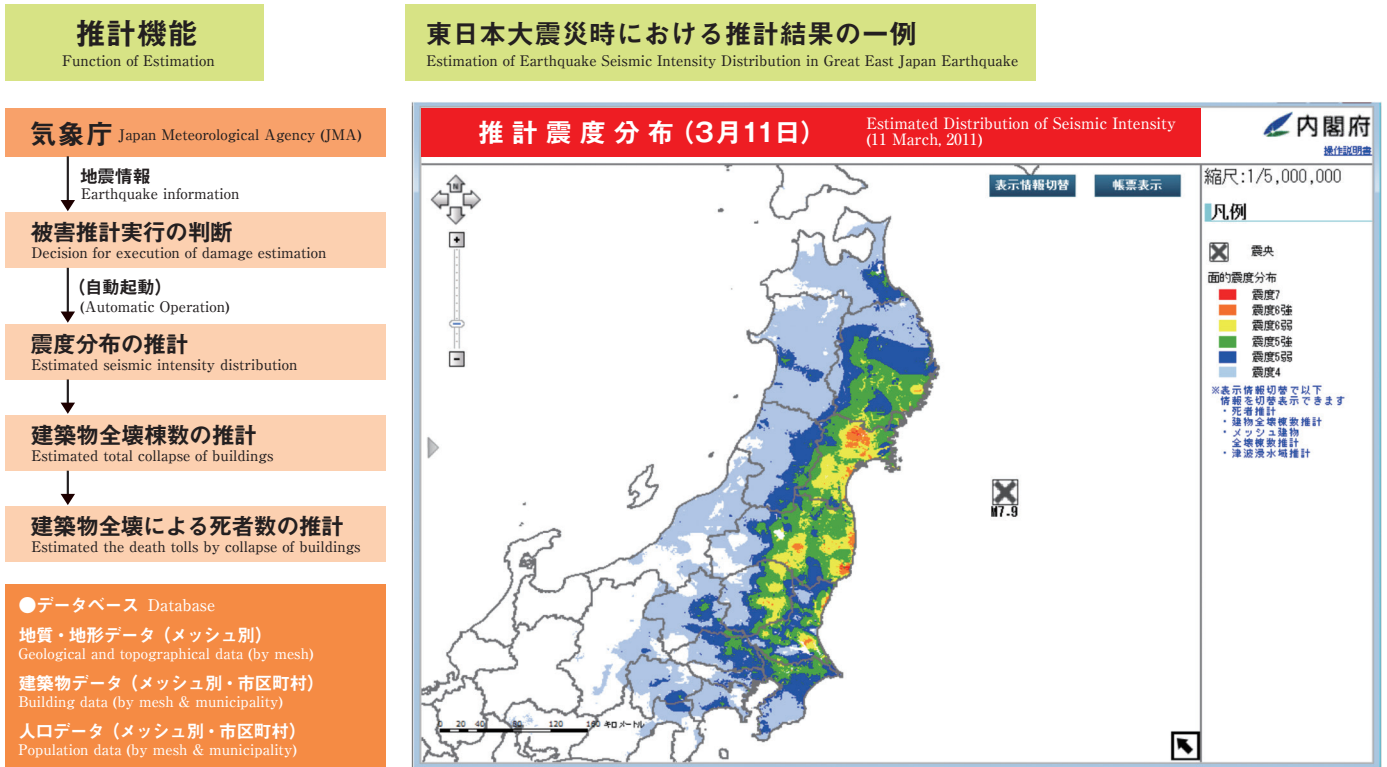 推計機能
Function of Estimation
東日本大震災時における推計結果の一例
Estimation of Earthquake Seismic Intensity Distribution in Great East Japan Earthquake
気象庁 Japan Meteorological Agency (JMA)
地震情報
Earthquake information
被害推計実行の判断
Decision for execution of damage estimation
(自動起動)
(Automatic Operation)
震度分布の推計
Estimated seismic intensity distribution
建築物全壊棟数の推計
Estimated total collapse of buildings
建築物全壊による死者数の推計
Estimated the death tolls by collapse of buildings
●データベース Database
地質・地形データ（メッシュ別）
Geological and topographical data (by mesh)
建築物データ（メッシュ別・市区町村）
Building data (by mesh & municipality)
人口データ（メッシュ別・市区町村）
Population data (by mesh & municipality)
推計震度分布（3月11日）
Estimated Distribution of Seismic Intensity
(11 March, 2011)
内閣府
操作説明書
N
表示情報切替
帳票表示
+
-
M7.9
0 20 40 80 120 160 キロメートル
縮尺:1/5,000,000
凡例
震央
面的震度分布
震度7
震度6強
震度6弱
震度5強
震度5弱
震度4
※表示情報切替で以下
情報を切替表示できます
・死者推計
・建物全壊棟数推計
・メッシュ建物
全壊棟数推計
・津波浸水域推計